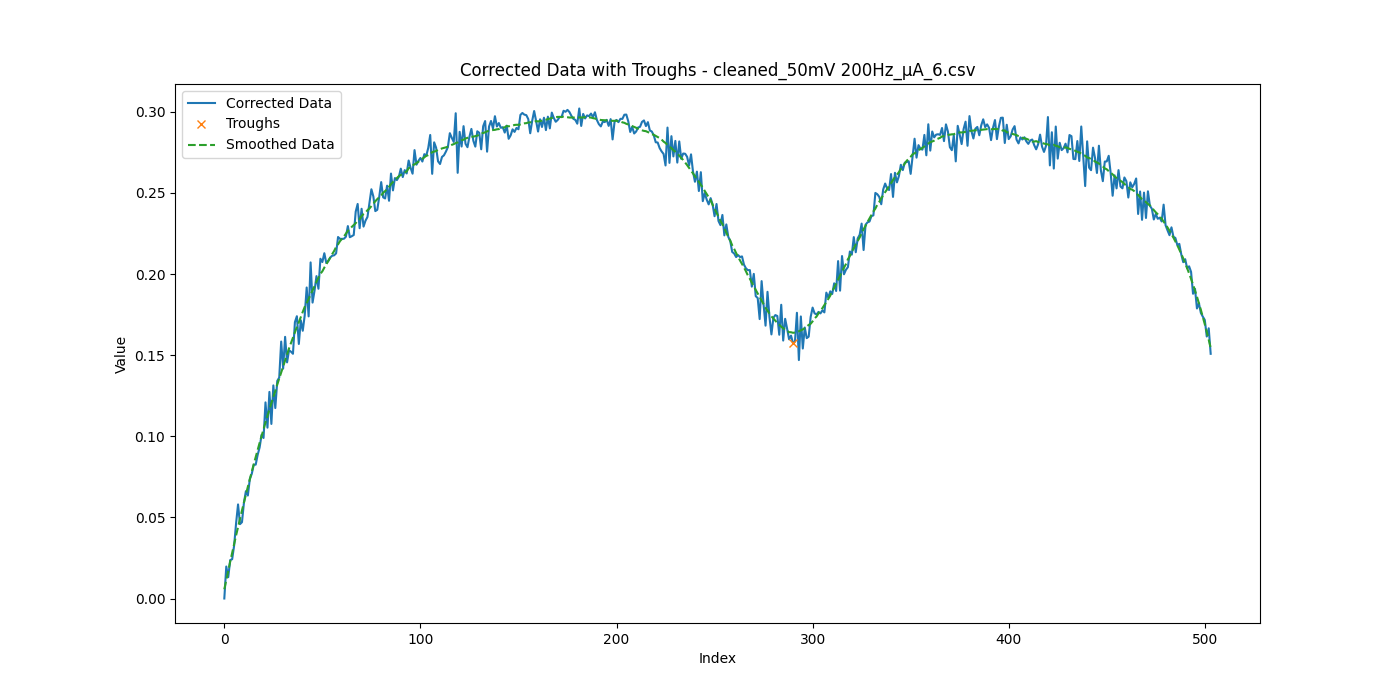 Corrected Data with Troughs - cleaned_50mV 200Hz_µA_6.csv
Corrected Data
Troughs
Smoothed Data
0.30
0.25
0.20
0.15
0.10
0.05
0.00
Value
0 100 200 300 400 500
Index